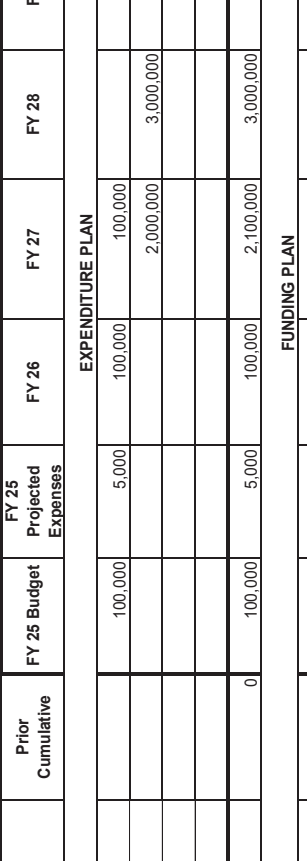 Prior Cumulative FY 25 Budget FY 25 Projected Expenses FY 26 FY 27 FY 28
EXPENDITURE PLAN
100,000 5,000 100,000 100,000
2,000,000 3,000,000
0 100,000 5,000 100,000 2,100,000 3,000,000
FUNDING PLAN